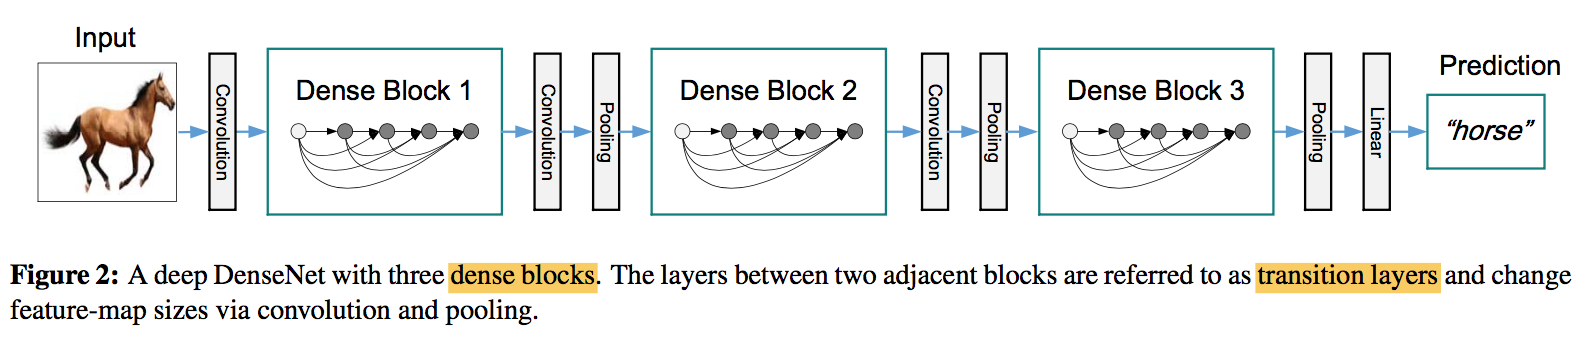 Input
Convolution
Dense Block 1
Convolution
Pooling
Dense Block 2
Convolution
Pooling
Dense Block 3
Pooling
Linear
Prediction
“horse”
Figure 2: A deep DenseNet with three dense blocks. The layers between two adjacent blocks are referred to as transition layers and change
feature-map sizes via convolution and pooling.